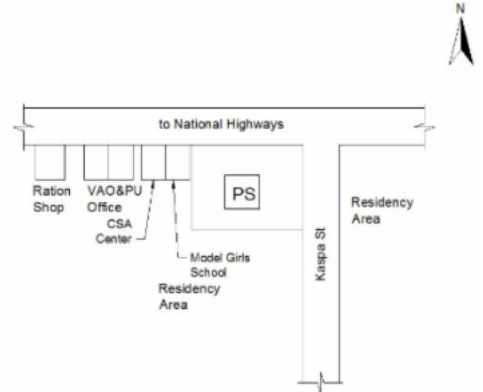 N
to National Highways
Ration
Shop
VAO&PU
Office
CSA
Center
PS
Model Girls
School
Residency
Area
Kaspa St
Residency
Area